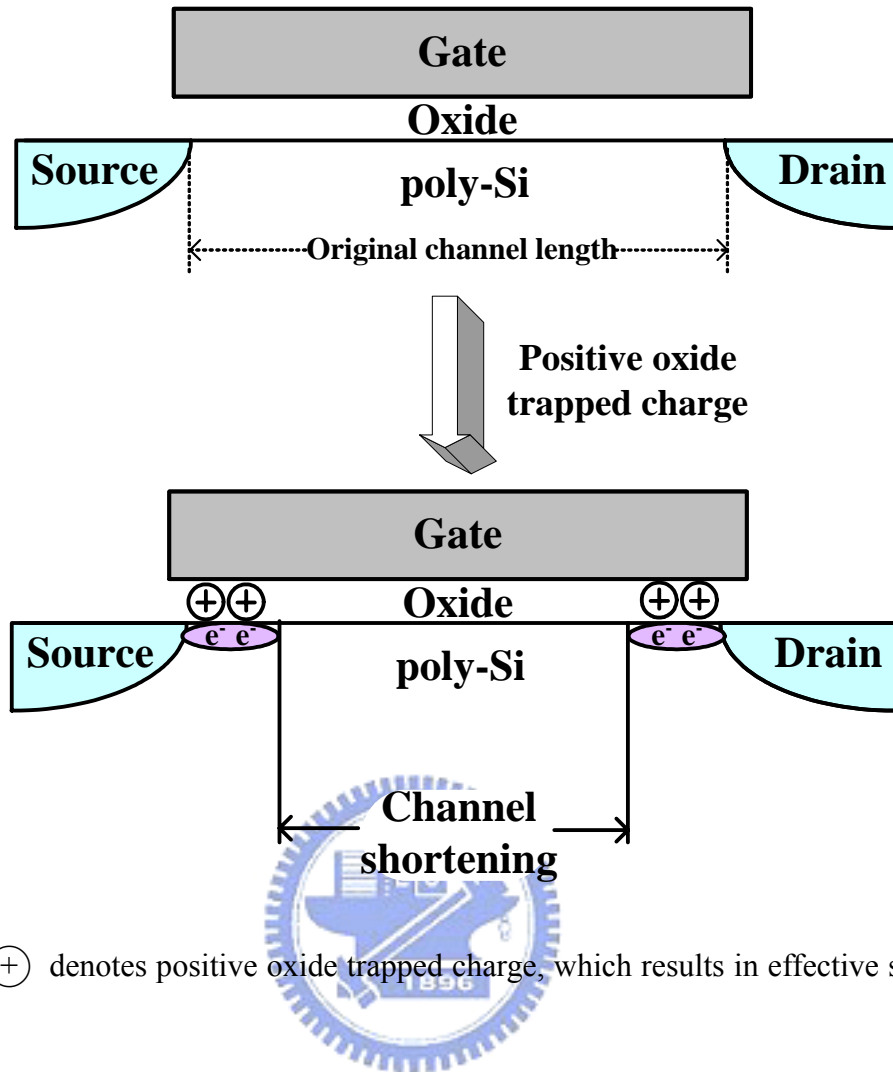 Gate
Oxide
Source
poly-Si
Drain
Original channel length
Positive oxide
trapped charge
Gate
+ + + +
Oxide
e- e- e- e-
Source
poly-Si
Drain
Channel
shortening
+ denotes positive oxide trapped charge, which results in effective s
1896